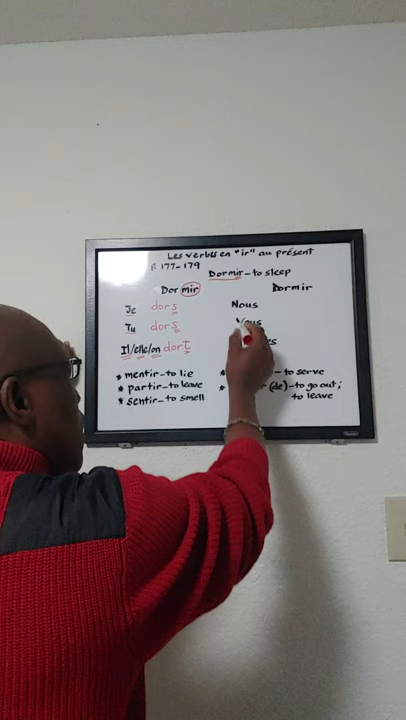 Les verbes en "ir" au présent
P. 177-179
Dormir - to sleep
Dormir
Dormir
Je dors
Nous
Tu dors
Vous
Il/elle/on dort
* mentir - to lie
- to serve
* partir - to leave
(de) - to go out;
* sentir - to smell
to leave